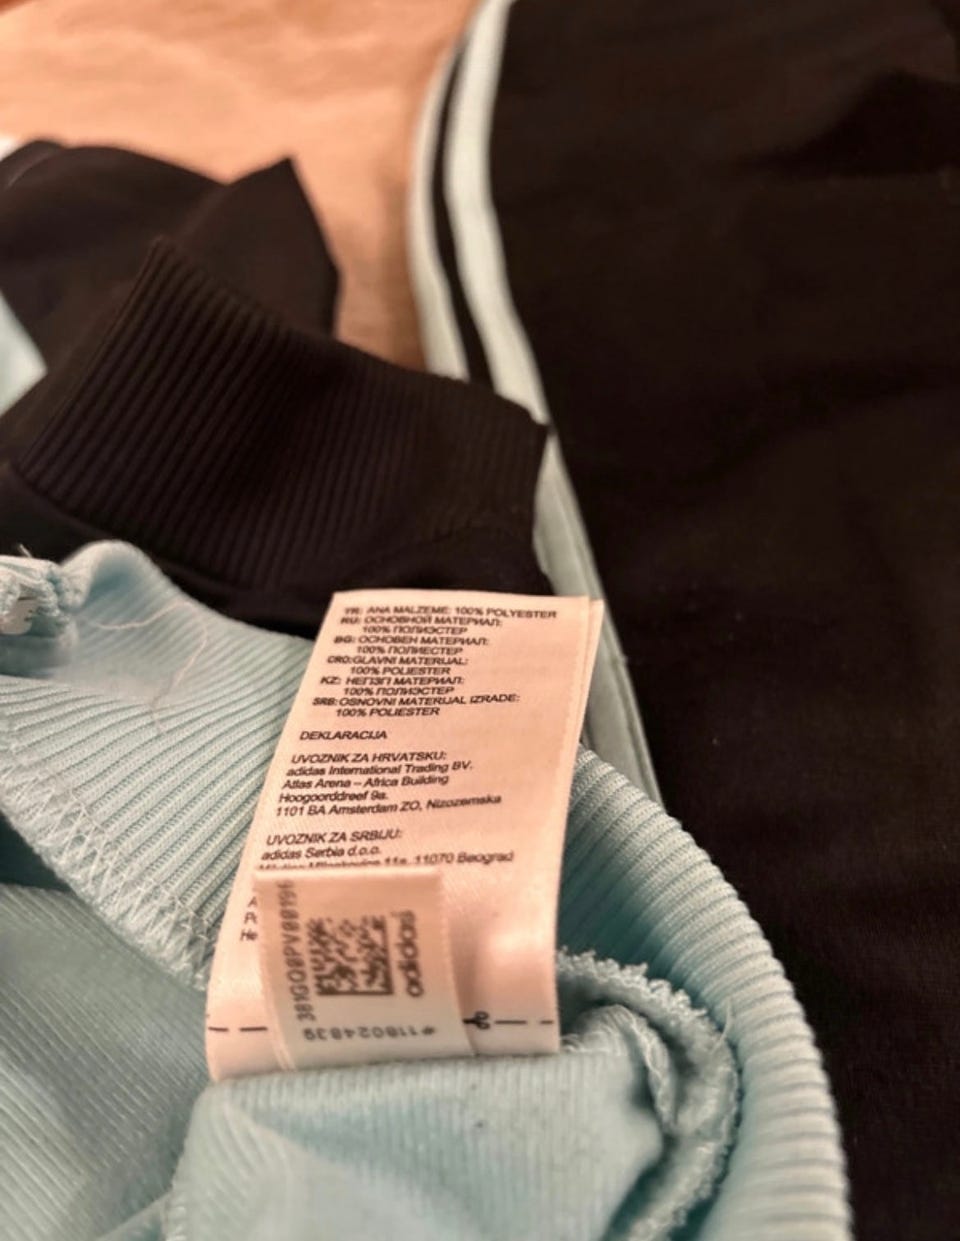 TR: ANA MALZEME: 100% POLYESTER
RU: ОСНОВНОЙ МАТЕРИАЛ:
100% ПОЛИЭСТЕР
BG: ОСНОВЕН МАТЕРИАЛ:
100% ПОЛИЕСТЕР
CRO:GLAVNI MATERIJAL:
100% POLIESTER
KZ: НЕГІЗГІ МАТЕРИАЛ:
100% ПОЛИЭСТЕР
SRB:OSNOVNI MATERIJAL IZRADE:
100% POLIESTER
DEKLARACIJA
UVOZNIK ZA HRVATSKU:
adidas International Trading BV.
Atlas Arena – Africa Building
Hoogoorddreef 9a.
1101 BA Amsterdam ZO, Nizozemska
UVOZNIK ZA SRBIJU:
adidas Serbia d.o.o.
11a, 11070 Beograd
adidas
#118024839